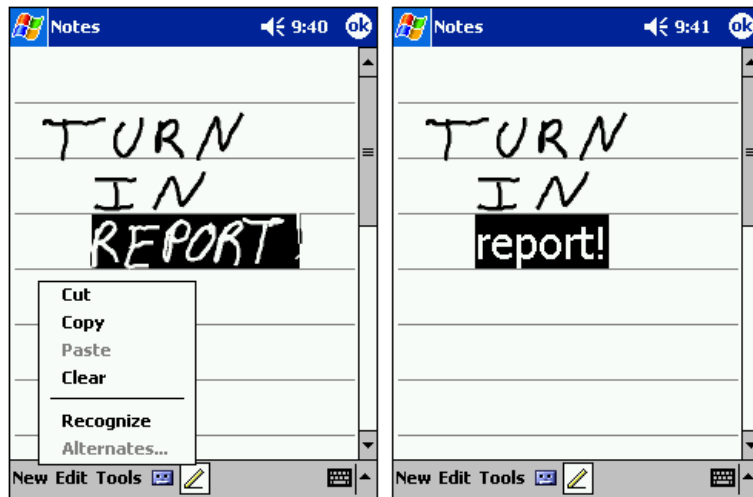 Notes 9:40 ok
TURN
IN
REPORT!
Cut
Copy
Paste
Clear
Recognize
Alternates...
New Edit Tools
Notes 9:41 ok
TURN
IN
report!
New Edit Tools